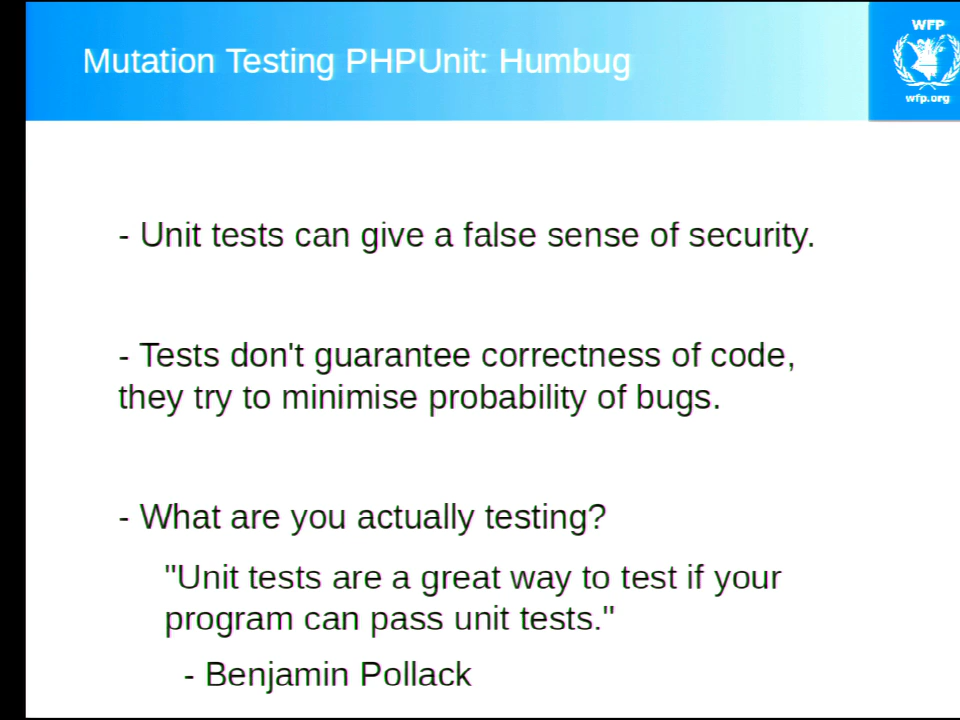 Mutation Testing PHPUnit: Humbug
WFP
wfp.org
- Unit tests can give a false sense of security.
- Tests don't guarantee correctness of code,
they try to minimise probability of bugs.
- What are you actually testing?
"Unit tests are a great way to test if your
program can pass unit tests."
- Benjamin Pollack